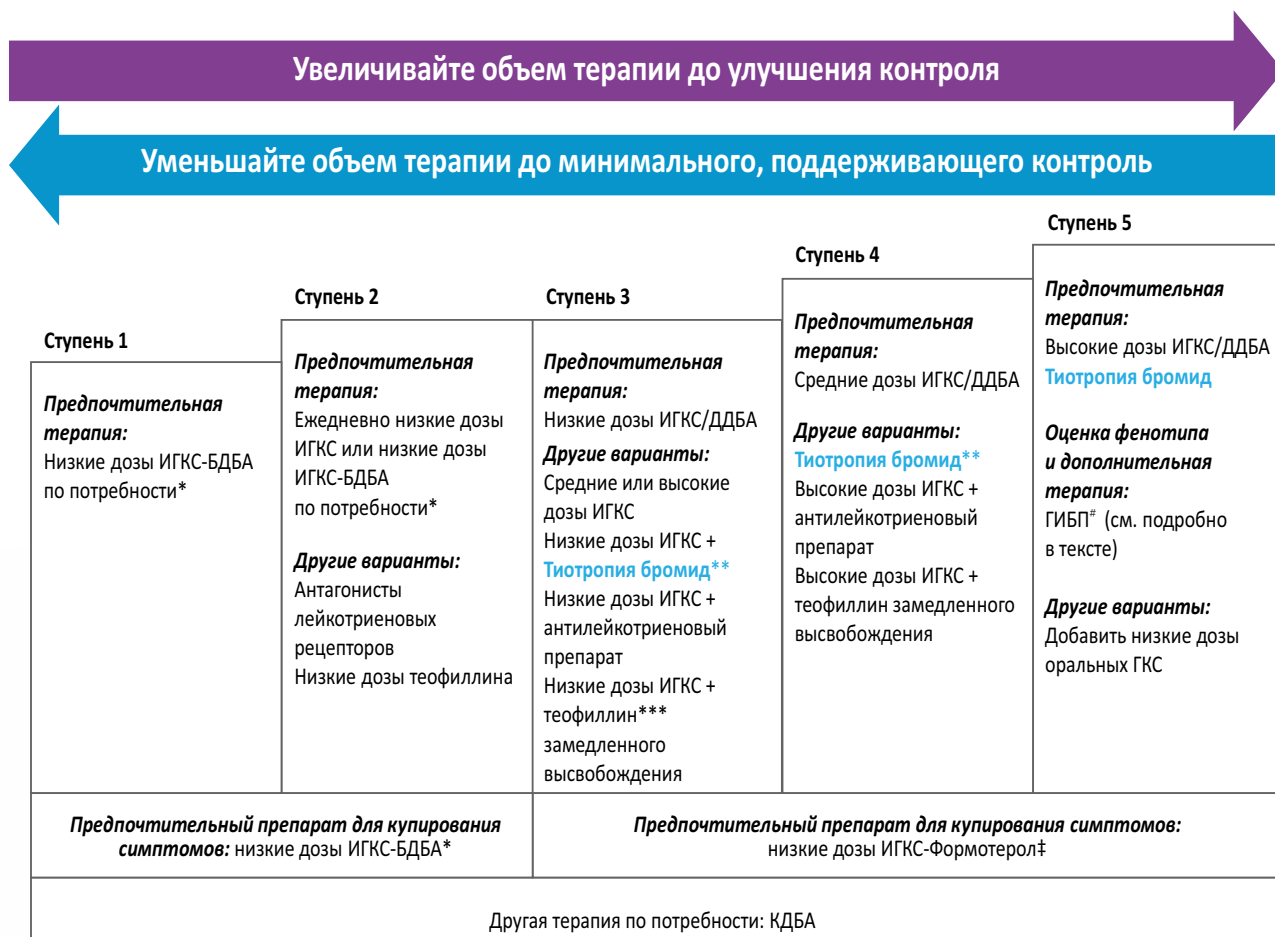 Увеличивайте объем терапии до улучшения контроля
Уменьшайте объем терапии до минимального, поддерживающего контроль
Ступень 1
Предпочтительная
терапия:
Низкие дозы ИГКС-БДБА
по потребности*
Ступень 2
Предпочтительная
терапия:
Ежедневно низкие дозы
ИГКС или низкие дозы
ИГКС-БДБА
по потребности*
Другие варианты:
Антагонисты
лейкотриеновых
рецепторов
Низкие дозы теофиллина
Ступень 3
Предпочтительная
терапия:
Низкие дозы ИГКС/ДДБА
Другие варианты:
Средние или высокие
дозы ИГКС
Низкие дозы ИГКС +
Тиотропия бромид**
Низкие дозы ИГКС +
антилейкотриеновый
препарат
Низкие дозы ИГКС +
теофиллин***
замедленного
высвобождения
Ступень 4
Предпочтительная
терапия:
Средние дозы ИГКС/ДДБА
Другие варианты:
Тиотропия бромид**
Высокие дозы ИГКС +
антилейкотриеновый
препарат
Высокие дозы ИГКС +
теофиллин замедленного
высвобождения
Ступень 5
Предпочтительная
терапия:
Высокие дозы ИГКС/ДДБА
Тиотропия бромид
Оценка фенотипа
и дополнительная
терапия:
ГИБП# (см. подробно
в тексте)
Другие варианты:
Добавить низкие дозы
оральных ГКС
Предпочтительный препарат для купирования
симптомов: низкие дозы ИГКС-БДБА*
Предпочтительный препарат для купирования симптомов:
низкие дозы ИГКС-Формотерол‡
Другая терапия по потребности: КДБА